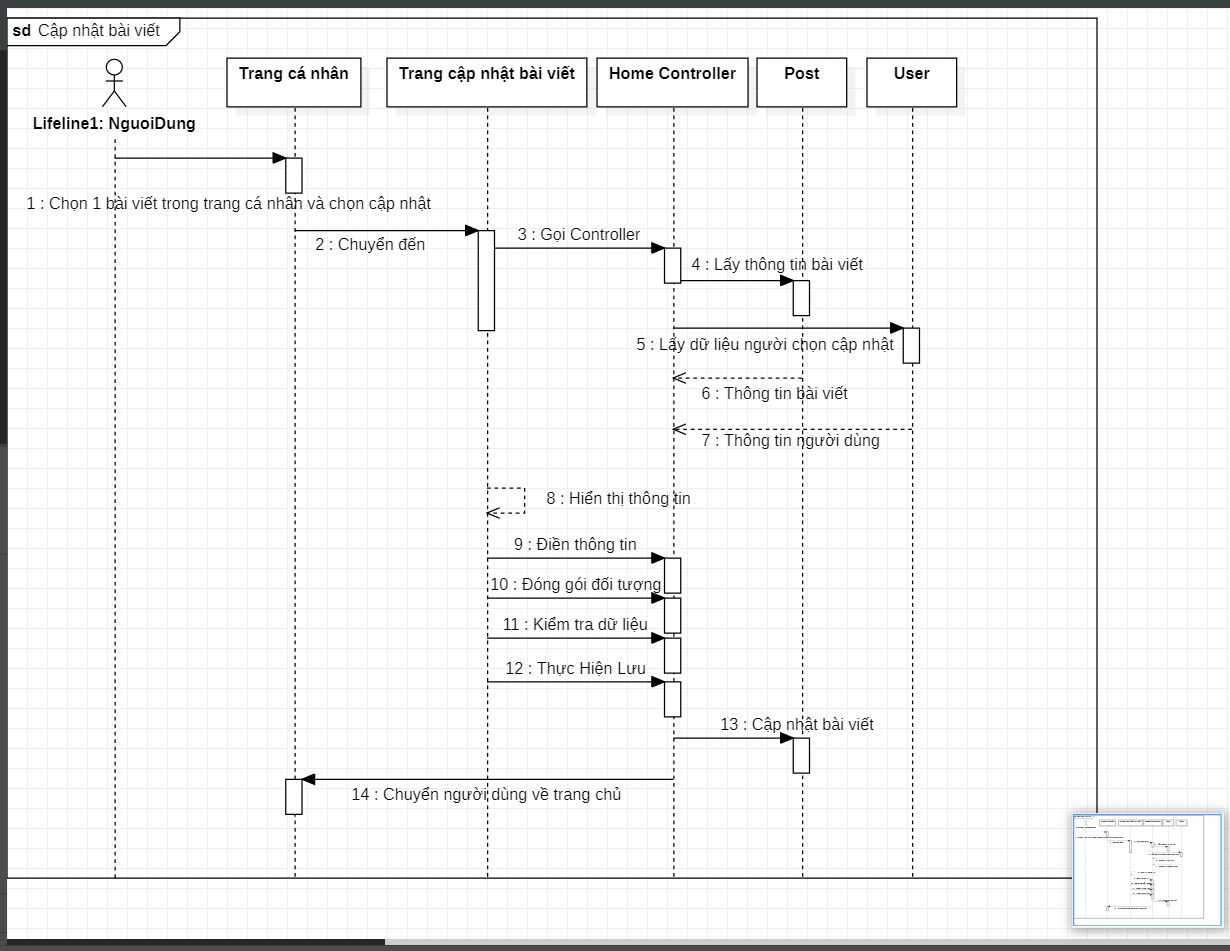 sd Cập nhật bài viết
Trang cá nhân
Trang cập nhật bài viết
Home Controller
Post
User
Lifeline1: NguoiDung
1 : Chọn 1 bài viết trong trang cá nhân và chọn cập nhật
2 : Chuyển đến
3 : Gọi Controller
4 : Lấy thông tin bài viết
5 : Lấy dữ liệu người chọn cập nhật
6 : Thông tin bài viết
7 : Thông tin người dùng
8 : Hiển thị thông tin
9 : Điền thông tin
10 : Đóng gói đối tượng
11 : Kiểm tra dữ liệu
12 : Thực Hiện Lưu
13 : Cập nhật bài viết
14 : Chuyển người dùng về trang chủ